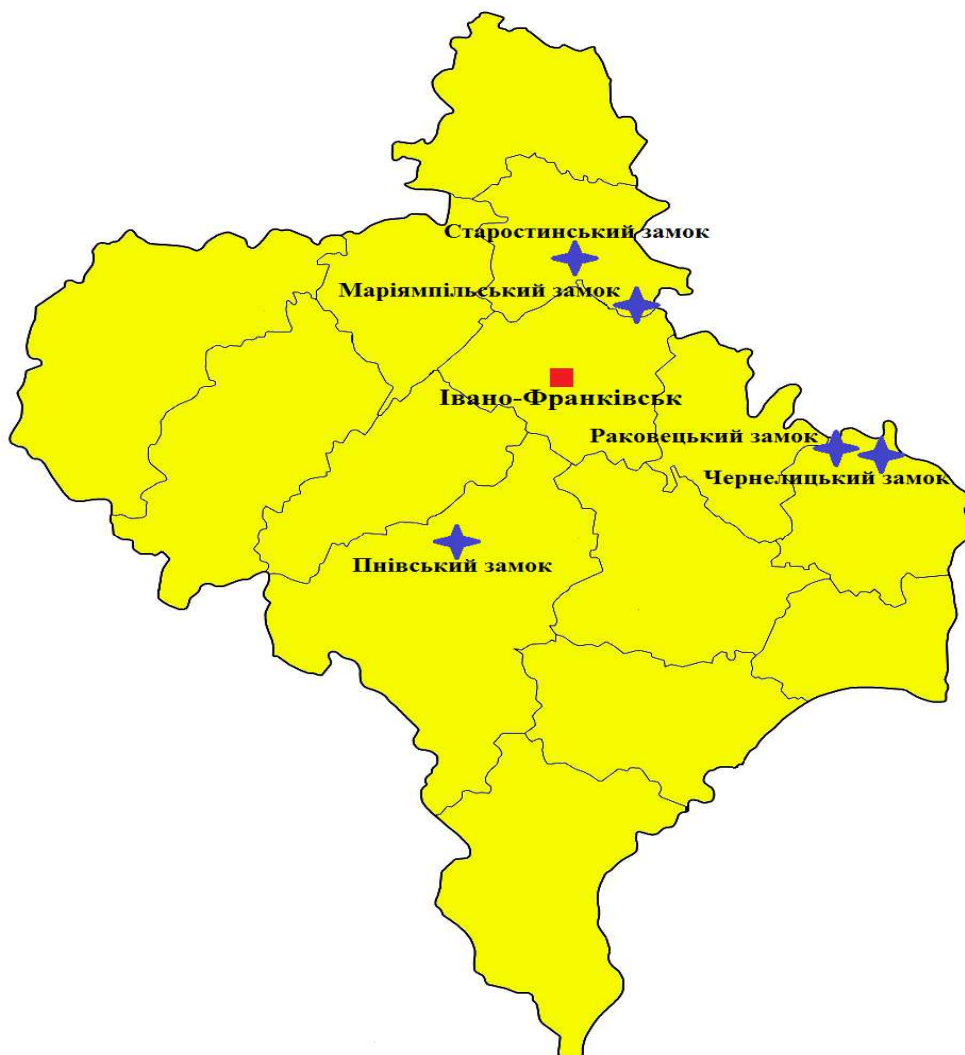 Старостинський замок
Маріямпільський замок
Івано-Франківськ
Раковецький замок
Чернелицький замок
Пнівський замок